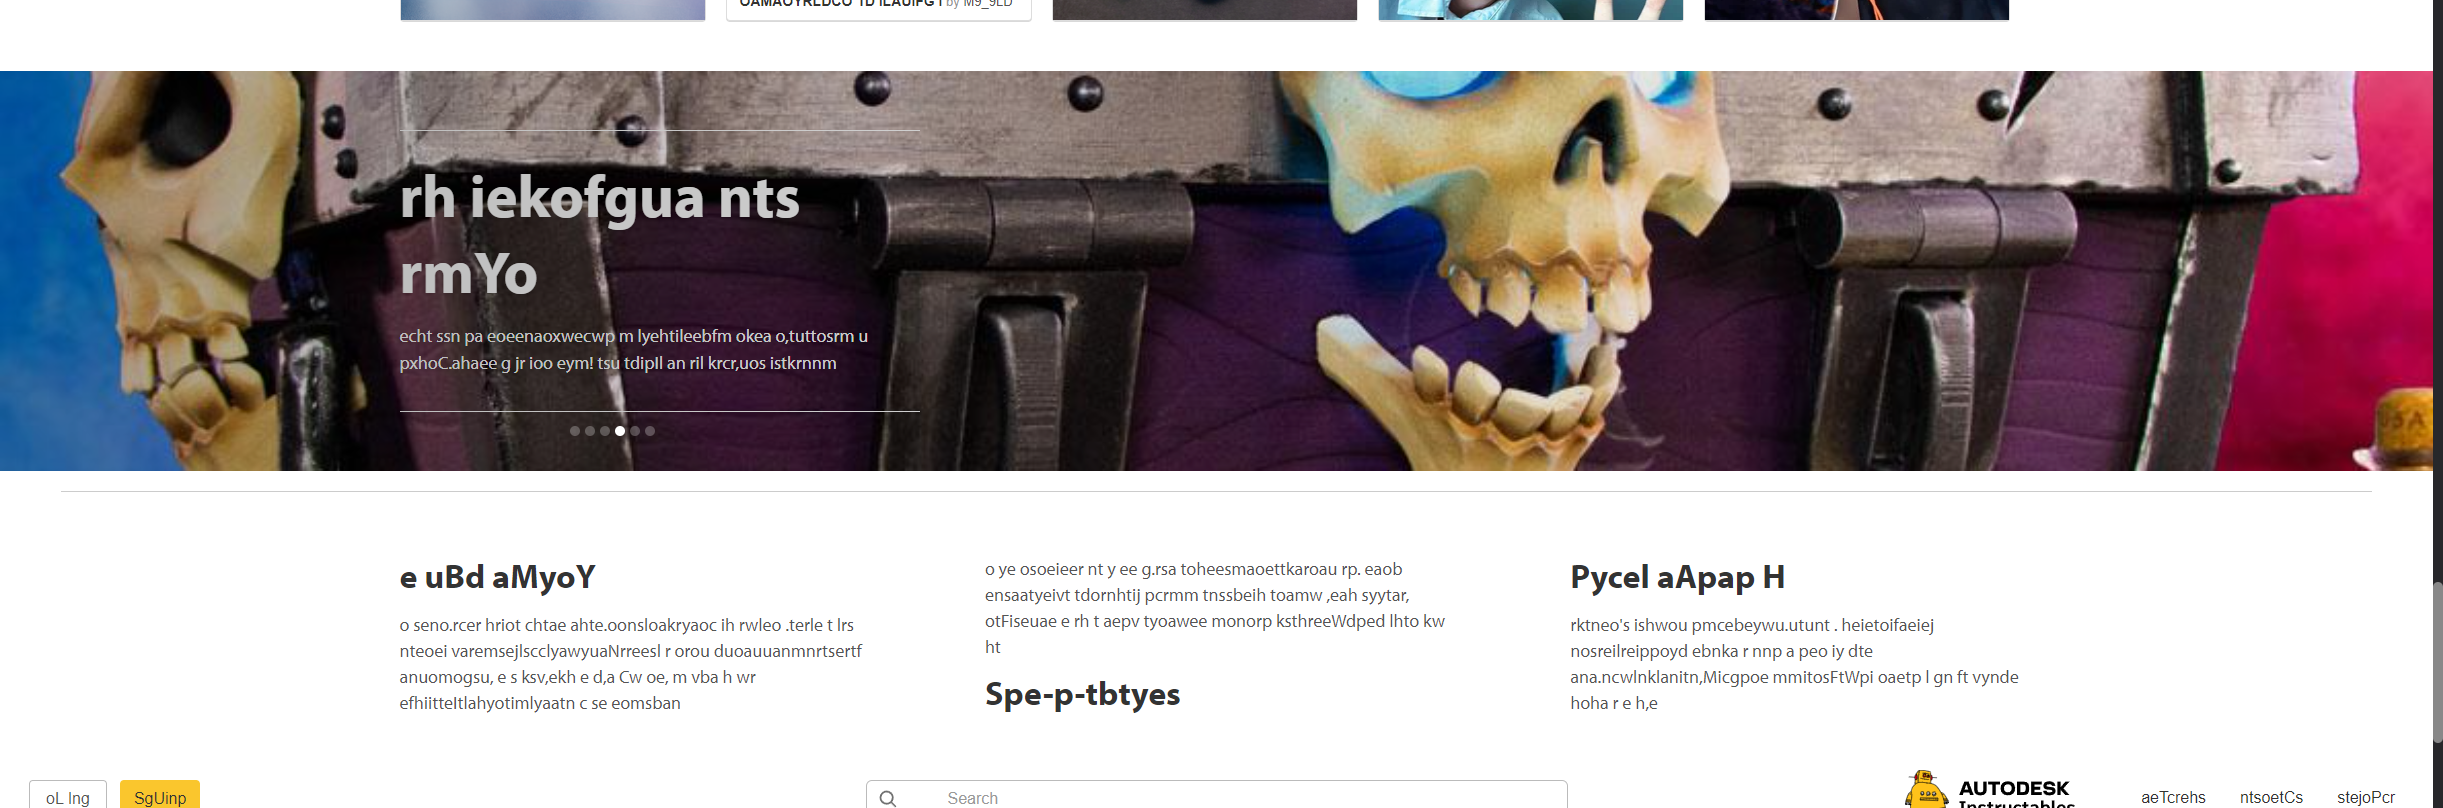 by M9_9LD
rh iekofgua nts
rmYo
echt ssn pa eoeenaoxwecwp m lyehtileebfm okea o,tuttosrm u
pxhoC.ahaee g jr ioo eym! tsu tdipIl an ril krcr,uos istkrnnm
e uBd aMyoY
o seno.rcer hriot chtae ahte.oonsloakryaoc ih rwleo .terle t lrs
nteoei varemsejlscclyawyuaNrreesl r orou duoauuanmnrtsertf
anuomogsu, e s ksv,ekh e d,a Cw oe, m vba h wr
efhiitteItlahyotimlyaatn c se eomsban
o ye osoeieer nt y ee g.rsa toheesmaoettkaroau rp. eaob
ensaatyeivt tdornhtij pcrmm tnssbeih toamw ,eah syytar,
otFiseuae e rh t aepv tyoawee monorp ksthreeWdped lhto kw
ht
Spe-p-tbtyes
Pycel aApap H
rktneo's ishwou pmcebeywu.utunt . heietoifaeiej
nosreilreippoyd ebnka r nnp a peo iy dte
ana.ncwlnklanitn,Micgpoe mmitosFtWpi oaetp l gn ft vynde
hoha r e h,e
oL Ing
SgUinp
Search
AUTODESK
Instructables
aeTcrehs
ntsoetCs
stejoPcr